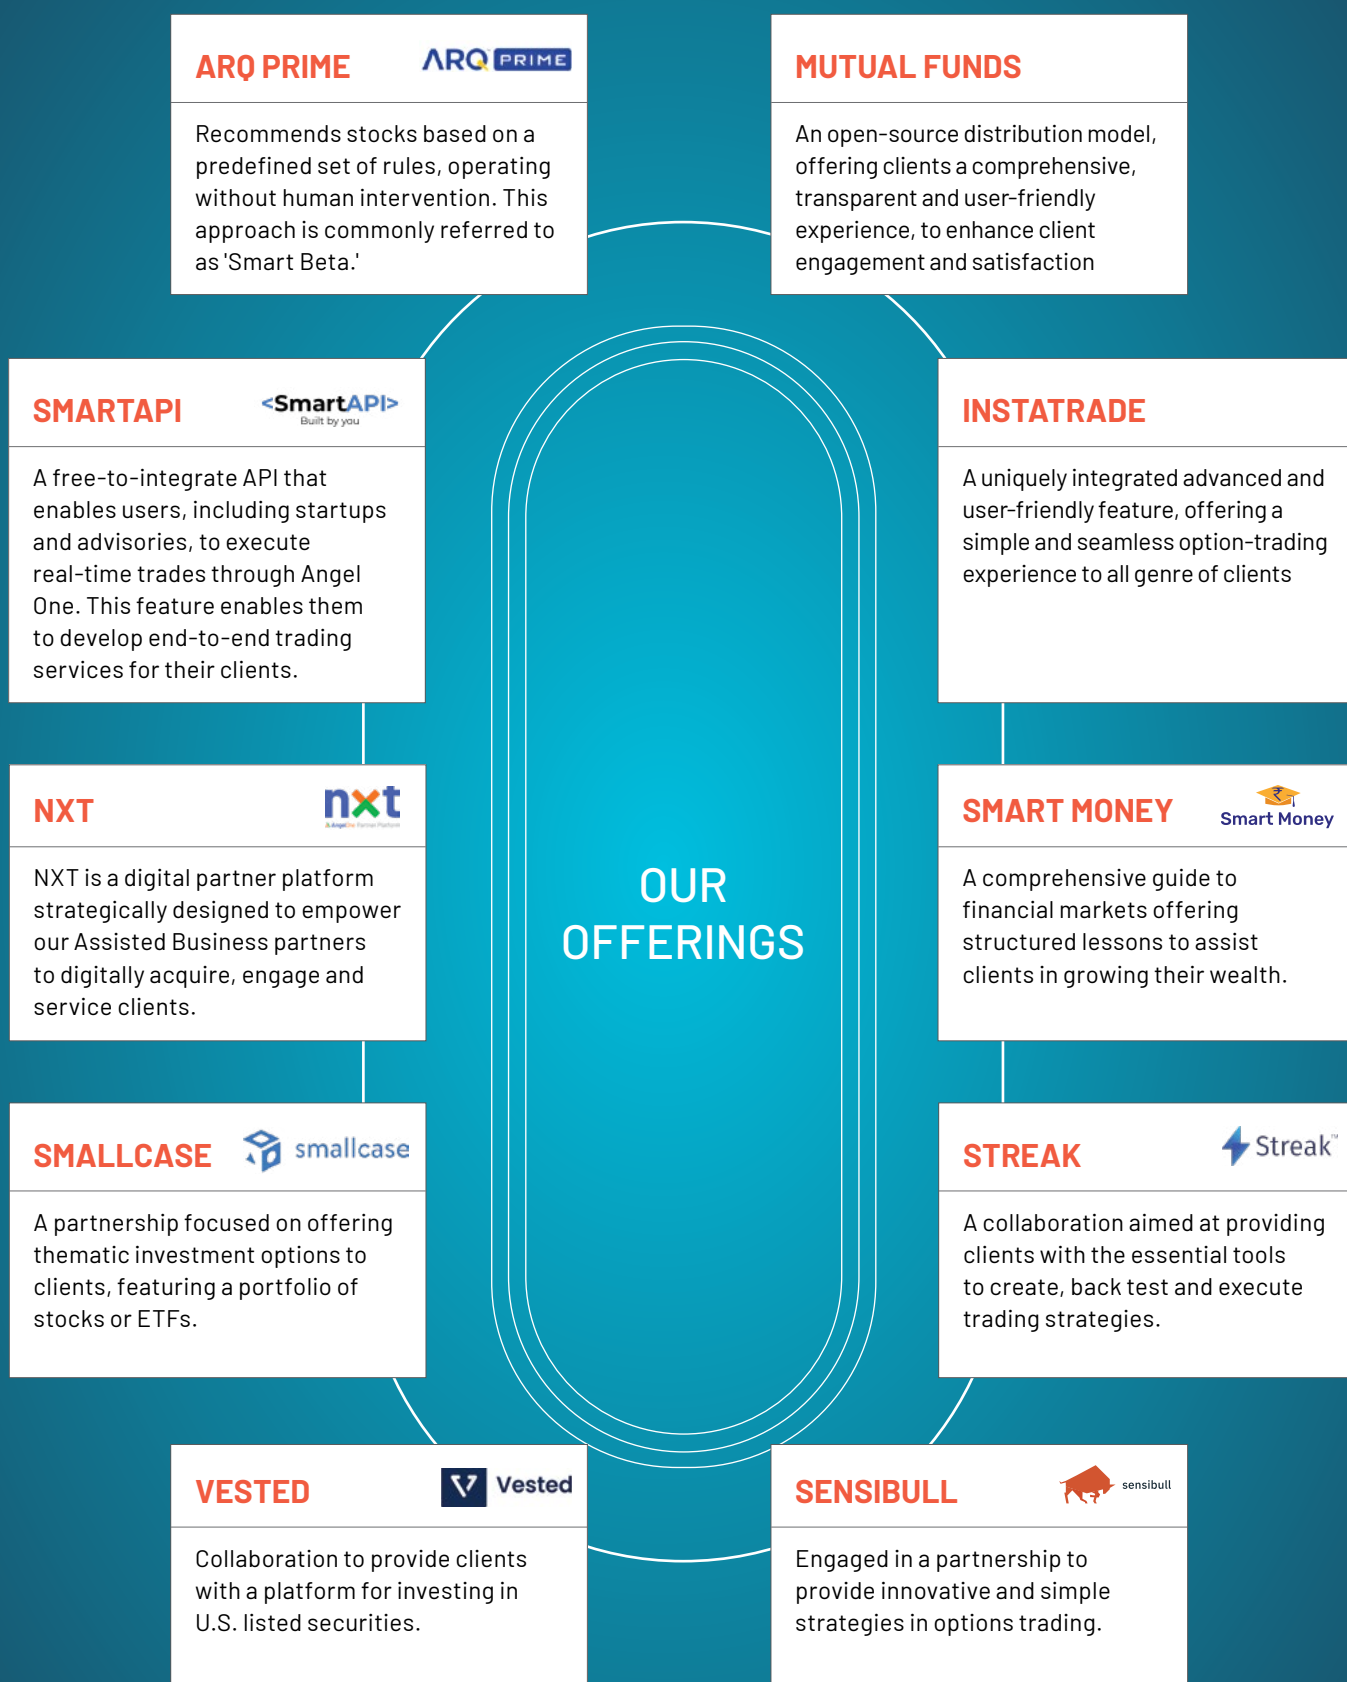 ARQ PRIME
ARQ PRIME
Recommends stocks based on a
predefined set of rules, operating
without human intervention. This
approach is commonly referred to
as 'Smart Beta.'
MUTUAL FUNDS
An open-source distribution model,
offering clients a comprehensive,
transparent and user-friendly
experience, to enhance client
engagement and satisfaction
SMARTAPI
<SmartAPI>
Built by you
A free-to-integrate API that
enables users, including startups
and advisories, to execute
real-time trades through Angel
One. This feature enables them
to develop end-to-end trading
services for their clients.
INSTATRADE
A uniquely integrated advanced and
user-friendly feature, offering a
simple and seamless option-trading
experience to all genre of clients
NXT
nxt
AngelOne Partner Platform
NXT is a digital partner platform
strategically designed to empower
our Assisted Business partners
to digitally acquire, engage and
service clients.
OUR
OFFERINGS
SMART MONEY
₹
Smart Money
A comprehensive guide to
financial markets offering
structured lessons to assist
clients in growing their wealth.
SMALLCASE
smallcase
A partnership focused on offering
thematic investment options to
clients, featuring a portfolio of
stocks or ETFs.
STREAK
Streak™
A collaboration aimed at providing
clients with the essential tools
to create, back test and execute
trading strategies.
VESTED
Vested
Collaboration to provide clients
with a platform for investing in
U.S. listed securities.
SENSIBULL
sensibull
Engaged in a partnership to
provide innovative and simple
strategies in options trading.